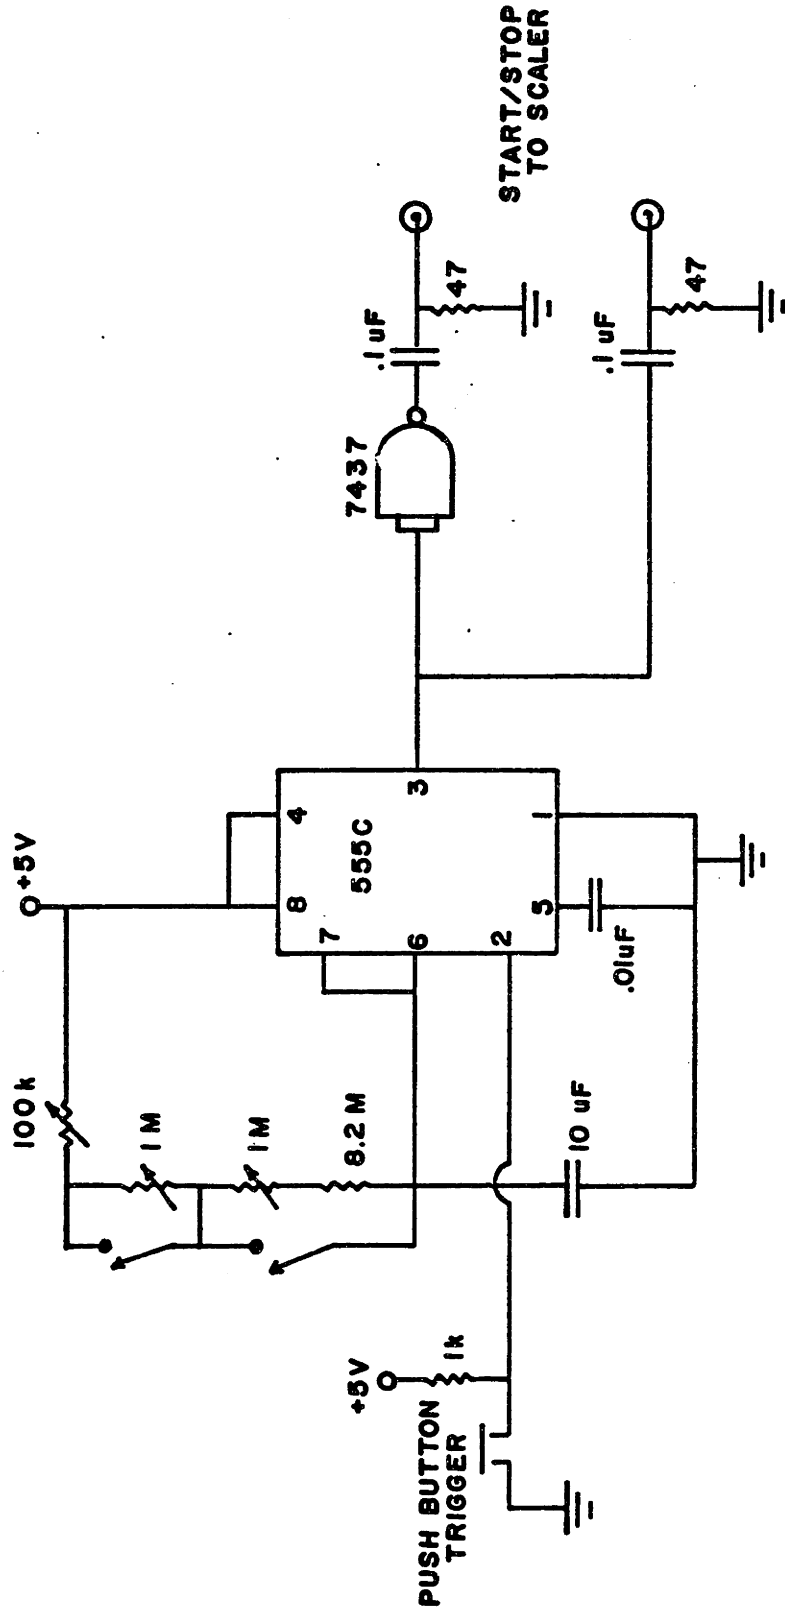 +5V
100k
1M
1M
8.2M
10 uF
+5V
1k
PUSH BUTTON
TRIGGER
8
4
7
6
2
5
1
3
555C
.01uF
7437
.1uF
47
.1uF
47
START/STOP
TO SCALER